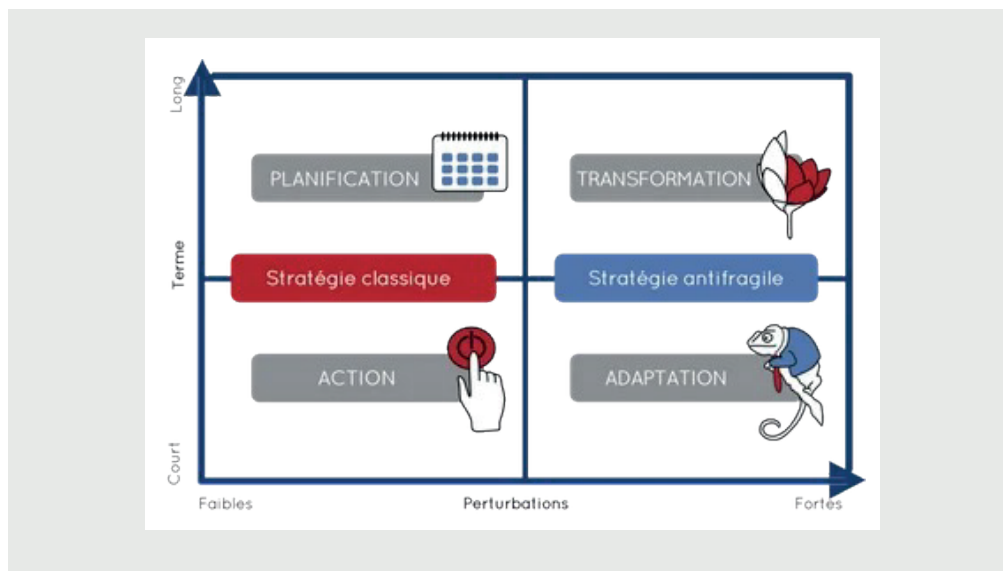 Long
PLANIFICATION
TRANSFORMATION
Terme
Stratégie classique
Stratégie antifragile
ACTION
ADAPTATION
Court
Faibles
Perturbations
Fortes